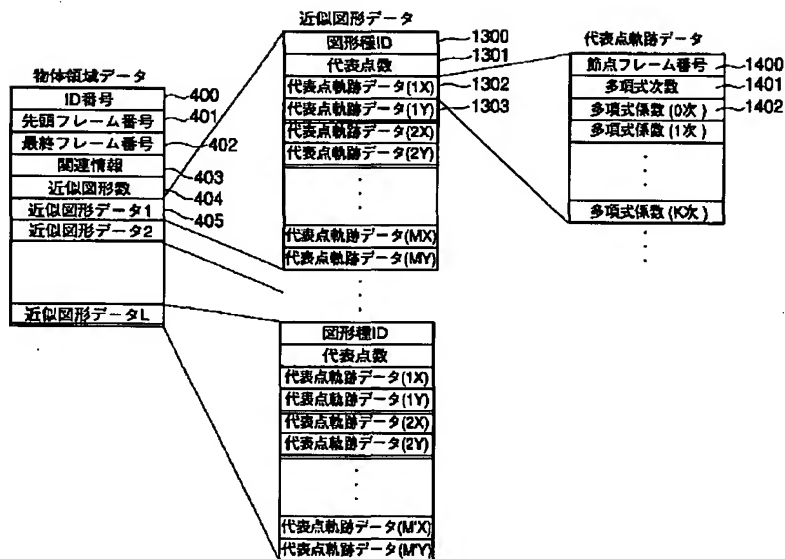 物体領域データ
ID番号
400
先頭フレーム番号
401
最終フレーム番号
402
関連情報
403
近似図形数
404
近似図形データ1
405
近似図形データ2
近似図形データL
近似図形データ
図形種ID
1300
代表点数
1301
代表点軌跡データ(1X)
1302
代表点軌跡データ(1Y)
1303
代表点軌跡データ(2X)
代表点軌跡データ(2Y)
代表点軌跡データ(MX)
代表点軌跡データ(MY)
図形種ID
代表点数
代表点軌跡データ(1X)
代表点軌跡データ(1Y)
代表点軌跡データ(2X)
代表点軌跡データ(2Y)
代表点軌跡データ(M'X)
代表点軌跡データ(M'Y)
代表点軌跡データ
節点フレーム番号
1400
多項式次数
1401
多項式係数(0次)
1402
多項式係数(1次)
多項式係数(K次)